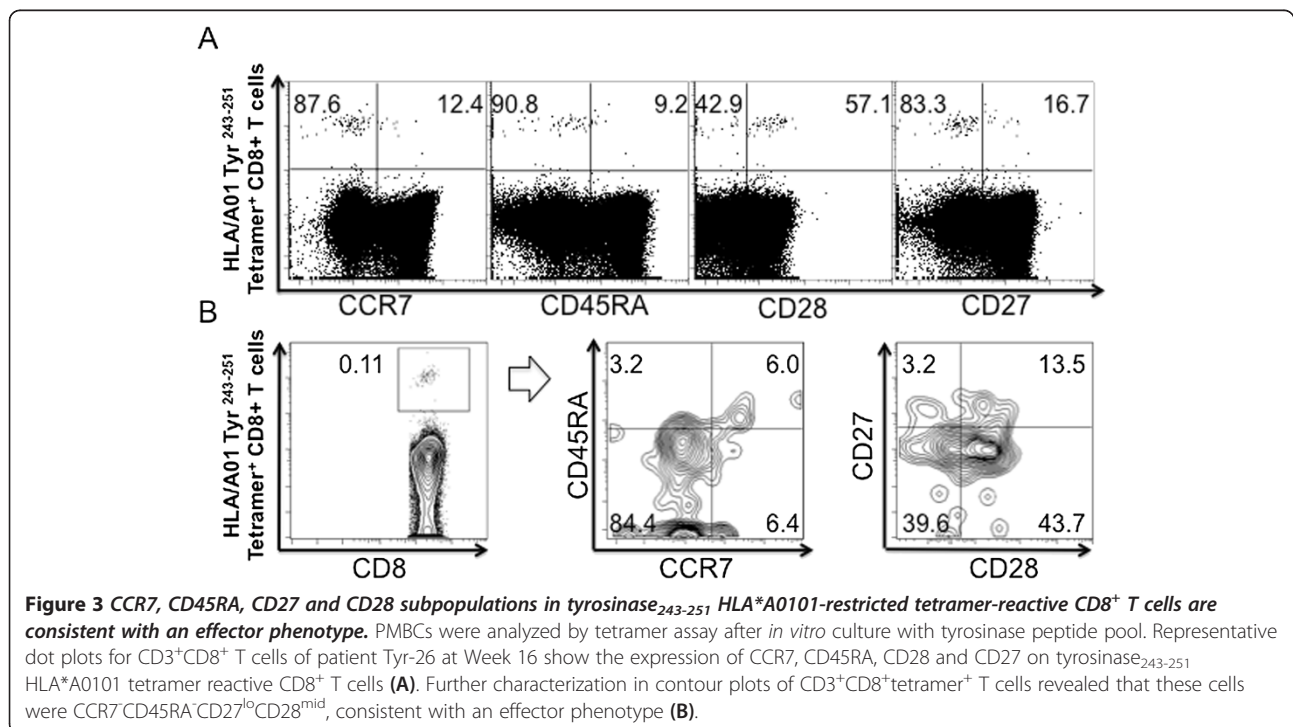 A
HLA/A01 Tyr 243-251
Tetramer⁺ CD8+ T cells
87.6 12.4 90.8 9.2 42.9 57.1 83.3 16.7
CCR7 CD45RA CD28 CD27
B
HLA/A01 Tyr 243-251
Tetramer⁺ CD8+ T cells
0.11
CD8
CD45RA
3.2 6.0
84.4 6.4
CCR7
CD27
3.2 13.5
39.6 43.7
CD28
Figure 3 CCR7, CD45RA, CD27 and CD28 subpopulations in tyrosinase₂₄₃₋₂₅₁ HLA*A0101-restricted tetramer-reactive CD8⁺ T cells are
consistent with an effector phenotype. PMBCs were analyzed by tetramer assay after in vitro culture with tyrosinase peptide pool. Representative
dot plots for CD3⁺CD8⁺ T cells of patient Tyr-26 at Week 16 show the expression of CCR7, CD45RA, CD28 and CD27 on tyrosinase₂₄₃₋₂₅₁
HLA*A0101 tetramer reactive CD8⁺ T cells (A). Further characterization in contour plots of CD3⁺CD8⁺tetramer⁺ T cells revealed that these cells
were CCR7⁻CD45RA⁻CD27ˡᵒCD28ᵐⁱᵈ, consistent with an effector phenotype (B).